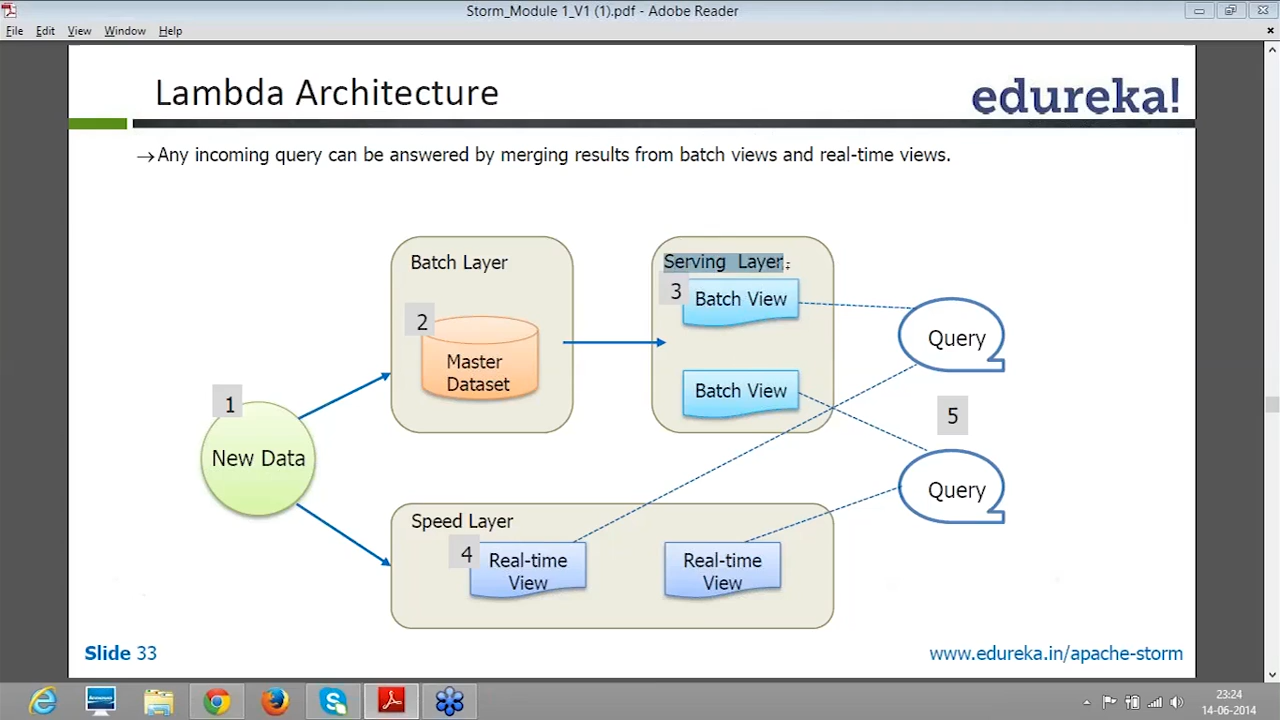 Storm_Module 1_V1 (1).pdf - Adobe Reader
File Edit View Window Help
Lambda Architecture
edureka!
→Any incoming query can be answered by merging results from batch views and real-time views.
Batch Layer
2
Master
Dataset
Serving Layer
3
Batch View
Batch View
Query
5
Query
1
New Data
Speed Layer
4
Real-time
View
Real-time
View
Slide 33
www.edureka.in/apache-storm
23:24
14-06-2014